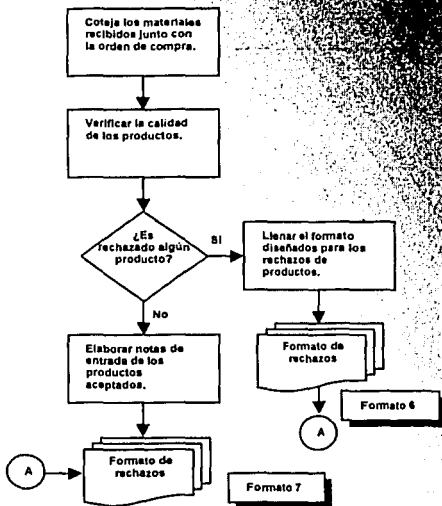 Coteja los materiales
recibidos junto con
la orden de compra.
Verificar la calidad
de los productos.
¿Es
rechazado algún
producto?
SI
Llenar el formato
diseñados para los
rechazos de
productos.
No
Formato de
rechazos
Formato 6
A
Elaborar notas de
entrada de los
productos
aceptados.
A
Formato de
rechazos
Formato 7